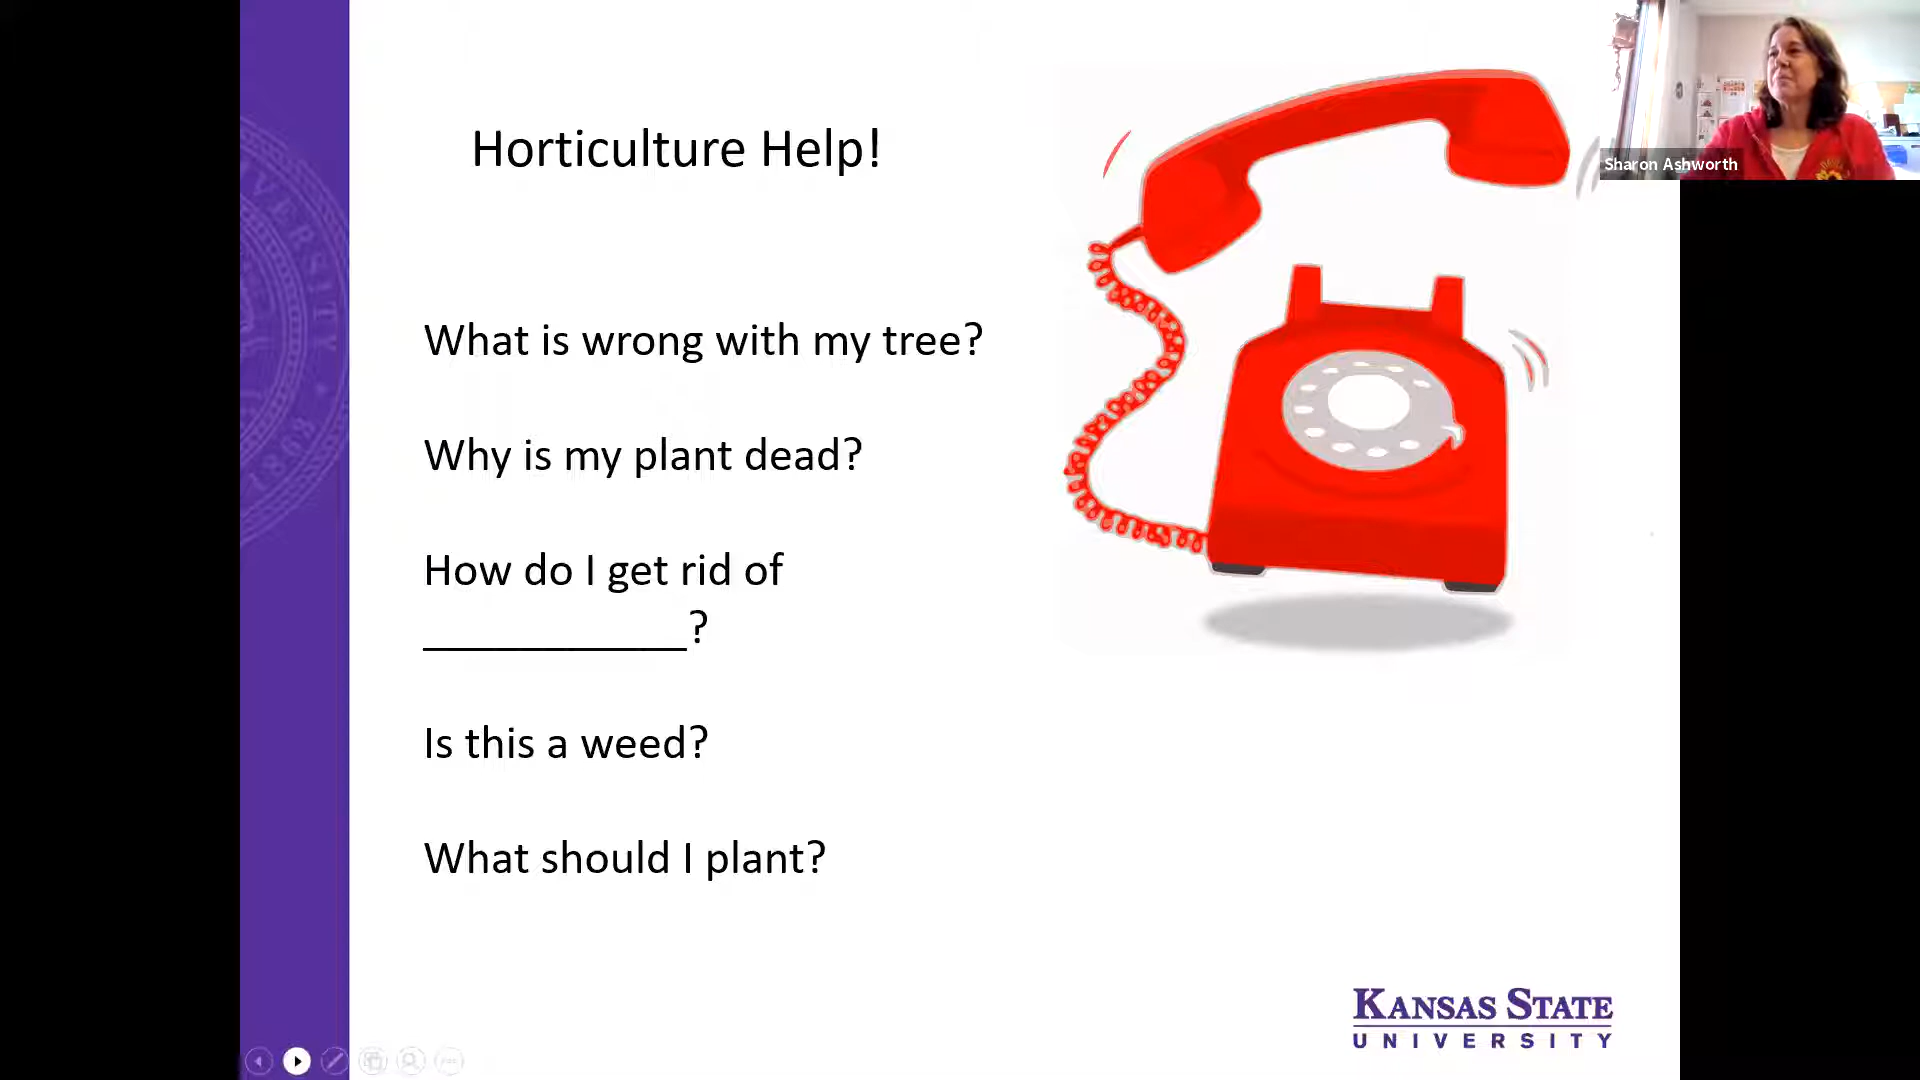 Horticulture Help!
What is wrong with my tree?
Why is my plant dead?
How do I get rid of
____________?
Is this a weed?
What should I plant?
Sharon Ashworth
KANSAS STATE
UNIVERSITY